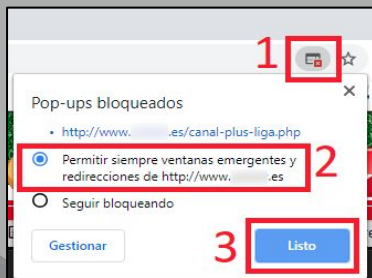 1
Pop-ups bloqueados
http://www. .es/canal-plus-liga.php
Permitir siempre ventanas emergentes y
redirecciones de http://www. .es
2
Seguir bloqueando
Gestionar
3
Listo